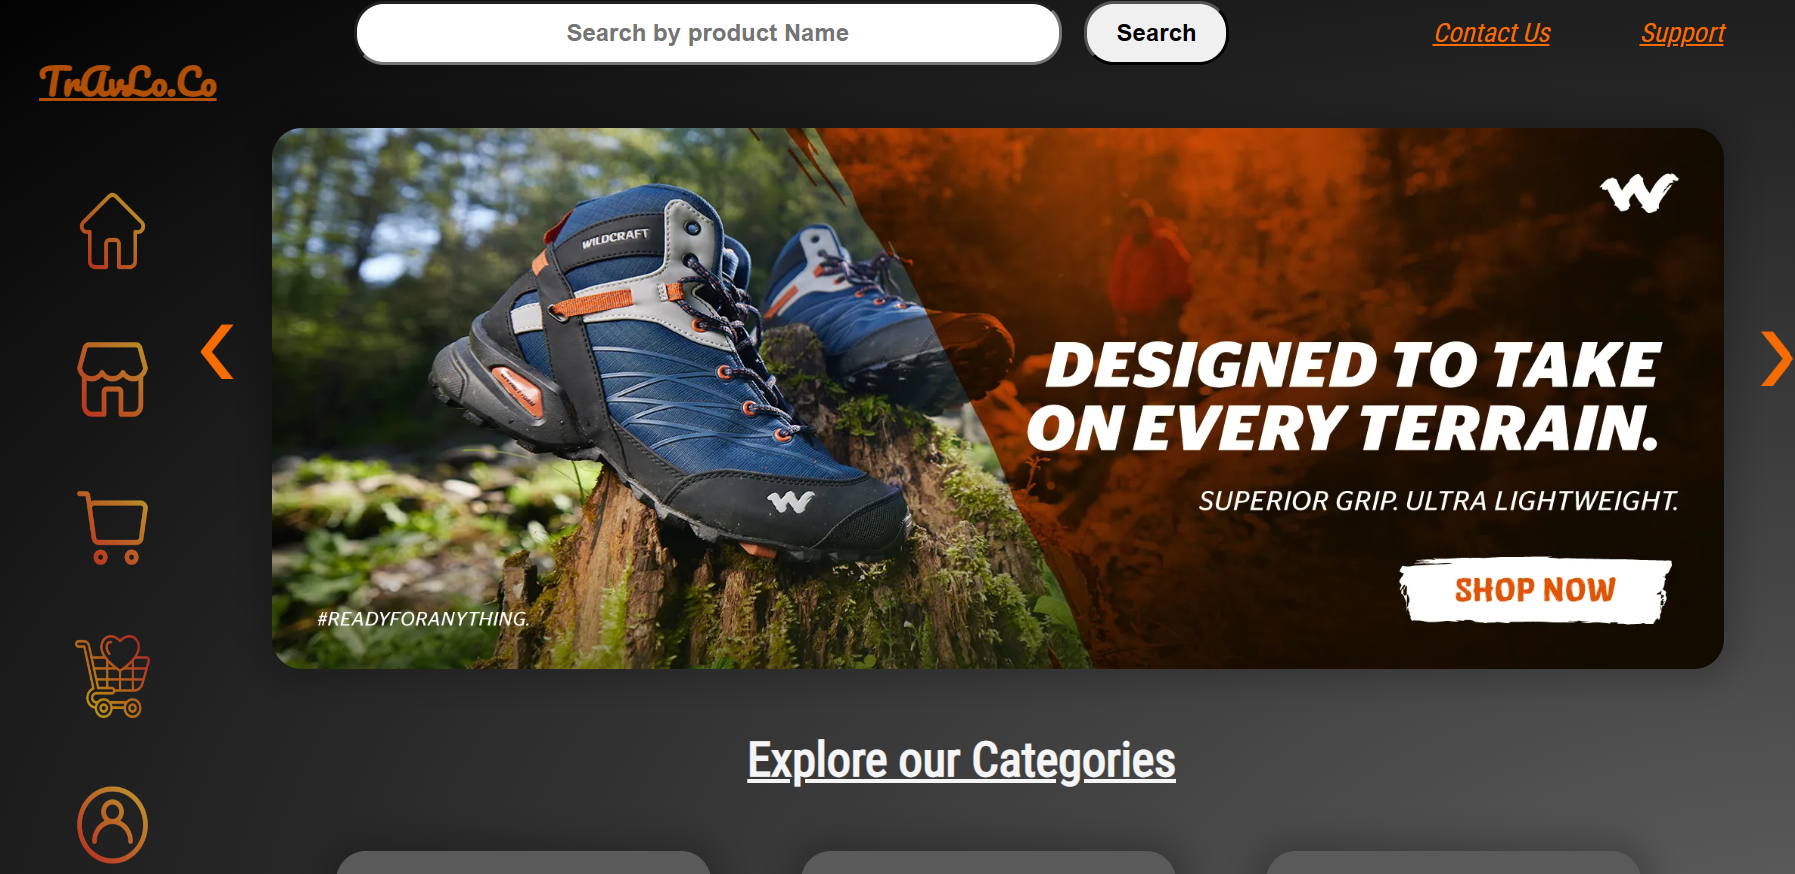 Search by product Name
Search
Contact Us
Support
TrAvLo.Co
WILDCRAFT
DESIGNED TO TAKE
ON EVERY TERRAIN.
SUPERIOR GRIP. ULTRA LIGHTWEIGHT.
SHOP NOW
#READYFORANYTHING.
Explore our Categories